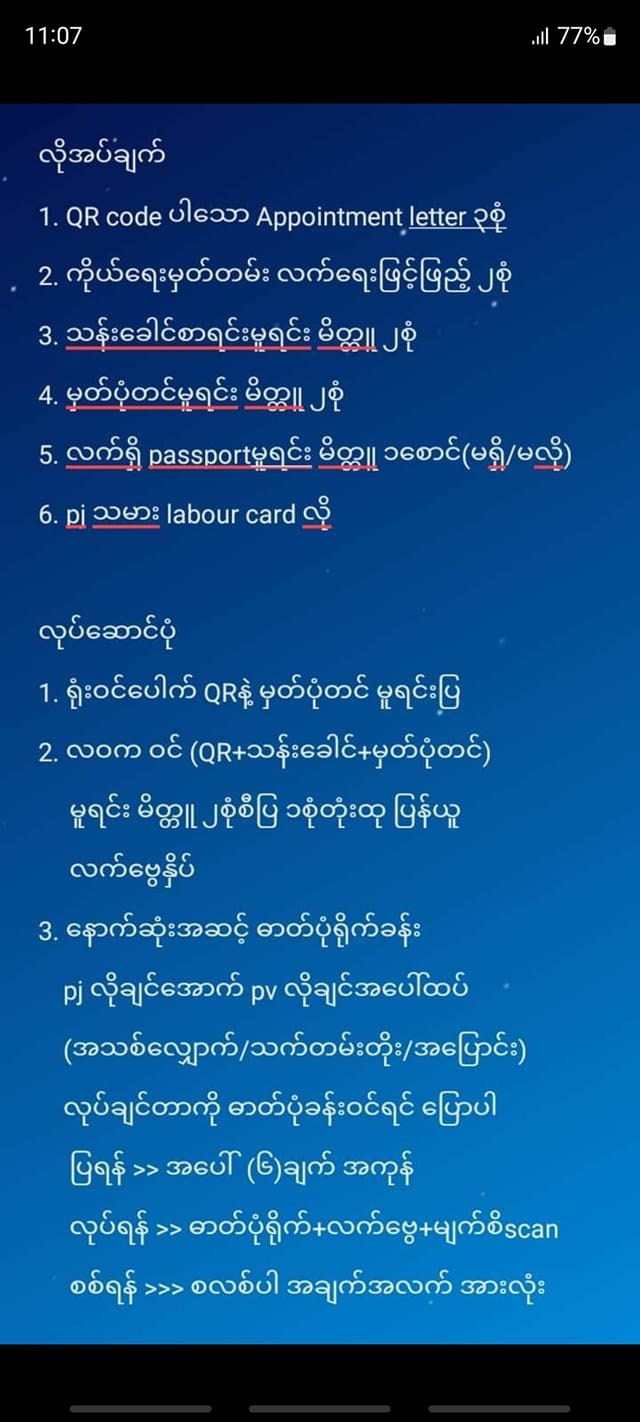 11:07
77%
လိုအပ်ချက်
1. QR code ပါသော Appointment letter ၃စုံ
2. ကိုယ်ရေးမှတ်တမ်း လက်ရေးဖြင့်ဖြည့် ၂စုံ
3. သန်းခေါင်စာရင်းမူရင်း မိတ္တူ ၂စုံ
4. မှတ်ပုံတင်မူရင်း မိတ္တူ ၂စုံ
5. လက်ရှိ passportမူရင်း မိတ္တူ ၁စောင်(မရှိ/မလို)
6. pj သမား labour card လို
လုပ်ဆောင်ပုံ
1. ရုံးဝင်ပေါက် QRနဲ့ မှတ်ပုံတင် မူရင်းပြ
2. လဝက ဝင် (QR+သန်းခေါင်+မှတ်ပုံတင်)
မူရင်း မိတ္တူ ၂စုံစီပြ ၁စုံတုံးထု ပြန်ယူ
လက်ဗွေနှိပ်
3. နောက်ဆုံးအဆင့် ဓာတ်ပုံရိုက်ခန်း
pj လိုချင်အောက် pv လိုချင်အပေါ်ထပ်
(အသစ်လျှောက်/သက်တမ်းတိုး/အပြောင်း)
လုပ်ချင်တာကို ဓာတ်ပုံခန်းဝင်ရင် ပြောပါ
ပြရန် >> အပေါ် (၆)ချက် အကုန်
လုပ်ရန် >> ဓာတ်ပုံရိုက်+လက်ဗွေ+မျက်စိscan
စစ်ရန် >>> စလစ်ပါ အချက်အလက် အားလုံး